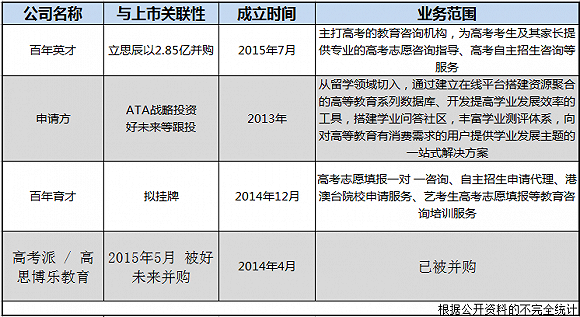 公司名称 与上市关联性 成立时间 业务范围
百年英才 立思辰以2.85亿并购 2015年7月
主打高考的教育咨询机构，为高考考生及其家长提
供专业的高考志愿咨询指导、高考自主招生咨询等
服务
申请方
ATA战略投资
好未来等跟投
2013年
从留学领域切入，通过建立在线平台搭建资源聚合
的高等教育系列数据库、开发提高学业发展效率的
工具，搭建学业问答社区，丰富学业测评体系，向
对高等教育有消费需求的用户提供学业发展主题的
一站式解决方案
百年育才 拟挂牌 2014年12月
高考志愿填报一对 一咨询、自主招生申请代理、港
澳台院校申请服务、艺考生高考志愿填报等教育咨
询培训服务
高考派 / 高
思博乐教育
2015年5月 被好
未来并购
2014年4月 已被并购
根据公开资料的不完全统计